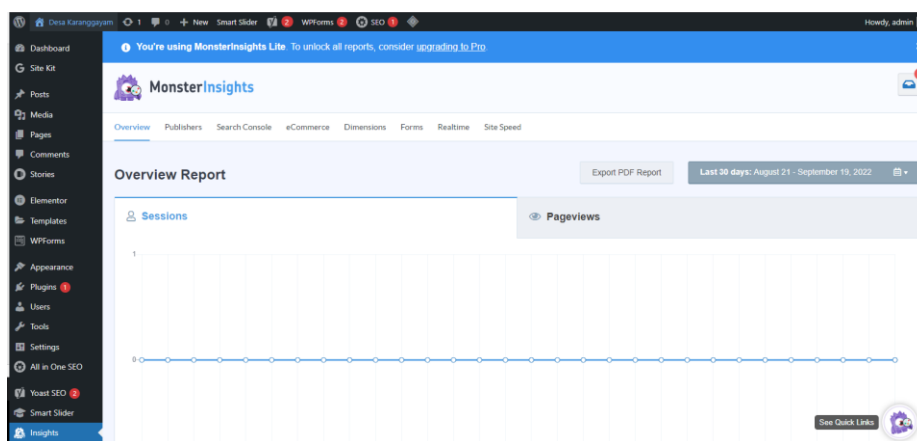 Desa Karanggayam 1 0 + New Smart Slider 2 WPForms 2 SEO 1 Howdy, admin
Dashboard
Site Kit
Posts
Media
Pages
Comments
Stories
Elementor
Templates
WPForms
Appearance
Plugins 1
Users
Tools
Settings
All in One SEO
Yoast SEO 2
Smart Slider
Insights
You're using MonsterInsights Lite. To unlock all reports, consider upgrading to Pro.
MonsterInsights
Overview Publishers Search Console eCommerce Dimensions Forms Realtime Site Speed
Overview Report Export PDF Report Last 30 days: August 21 - September 19, 2022
Sessions Pageviews
1
0
See Quick Links